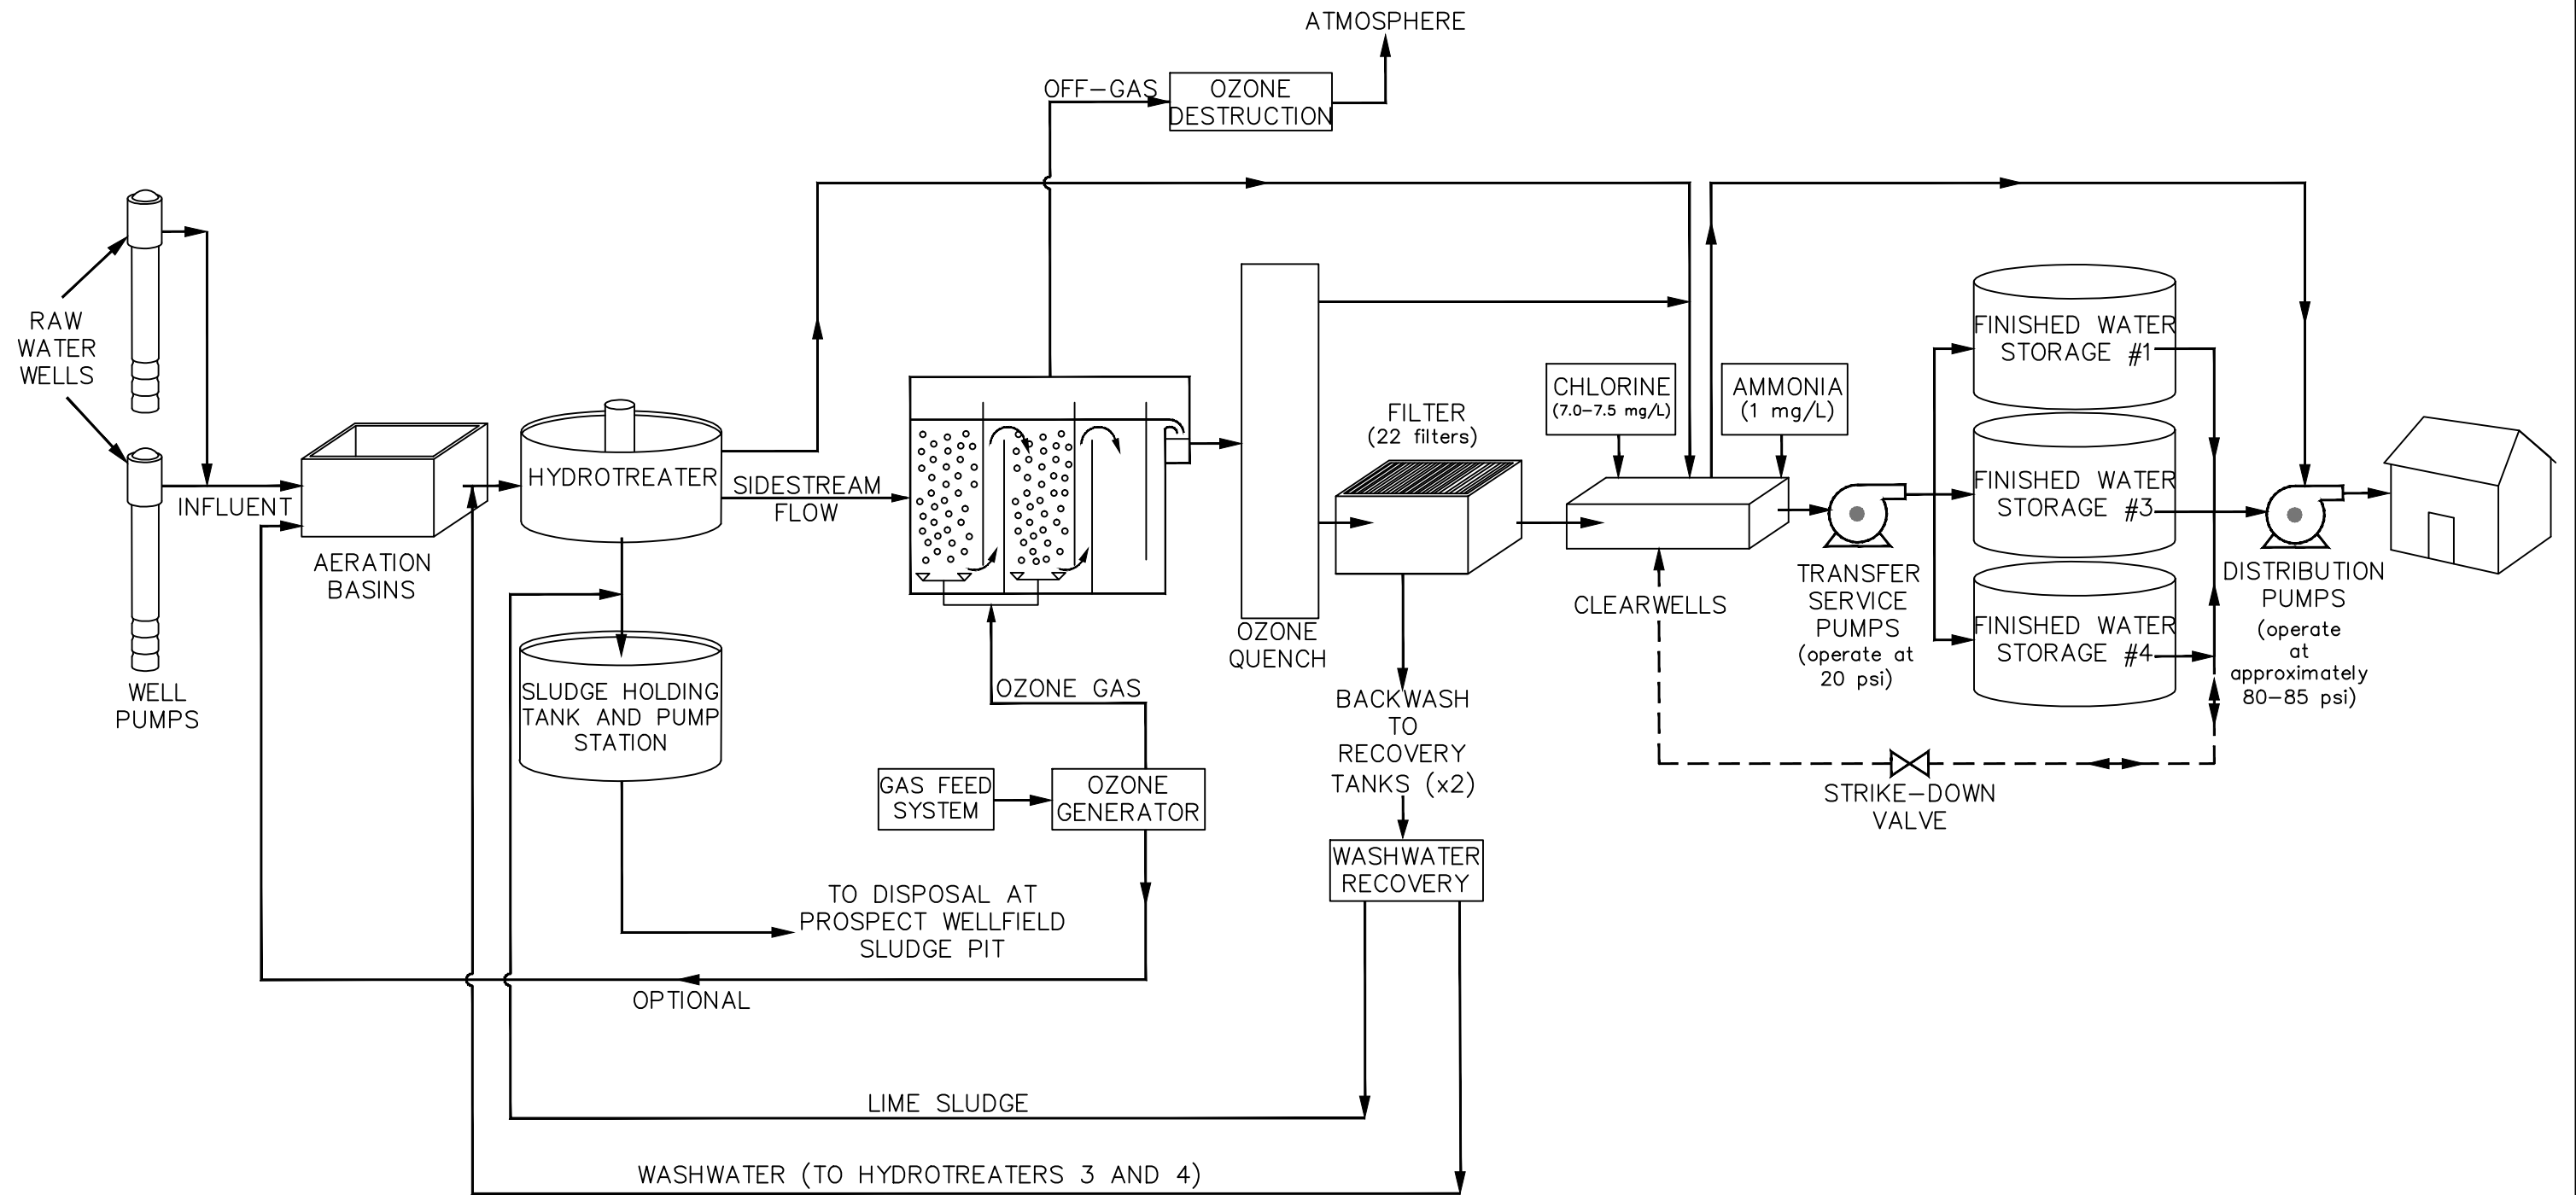 ATMOSPHERE
OFF-GAS
OZONE
DESTRUCTION
RAW
WATER
WELLS
INFLUENT
WELL
PUMPS
AERATION
BASINS
HYDROTREATER
SIDESTREAM
FLOW
SLUDGE HOLDING
TANK AND PUMP
STATION
OZONE GAS
GAS FEED
SYSTEM
OZONE
GENERATOR
TO DISPOSAL AT
PROSPECT WELLFIELD
SLUDGE PIT
OPTIONAL
LIME SLUDGE
WASHWATER (TO HYDROTREATERS 3 AND 4)
OZONE
QUENCH
FILTER
(22 filters)
BACKWASH
TO
RECOVERY
TANKS (x2)
WASHWATER
RECOVERY
CHLORINE
(7.0-7.5 mg/L)
AMMONIA
(1 mg/L)
CLEARWELLS
TRANSFER
SERVICE
PUMPS
(operate at
20 psi)
FINISHED WATER
STORAGE #1
FINISHED WATER
STORAGE #3
FINISHED WATER
STORAGE #4
STRIKE-DOWN
VALVE
DISTRIBUTION
PUMPS
(operate
at
approximately
80-85 psi)